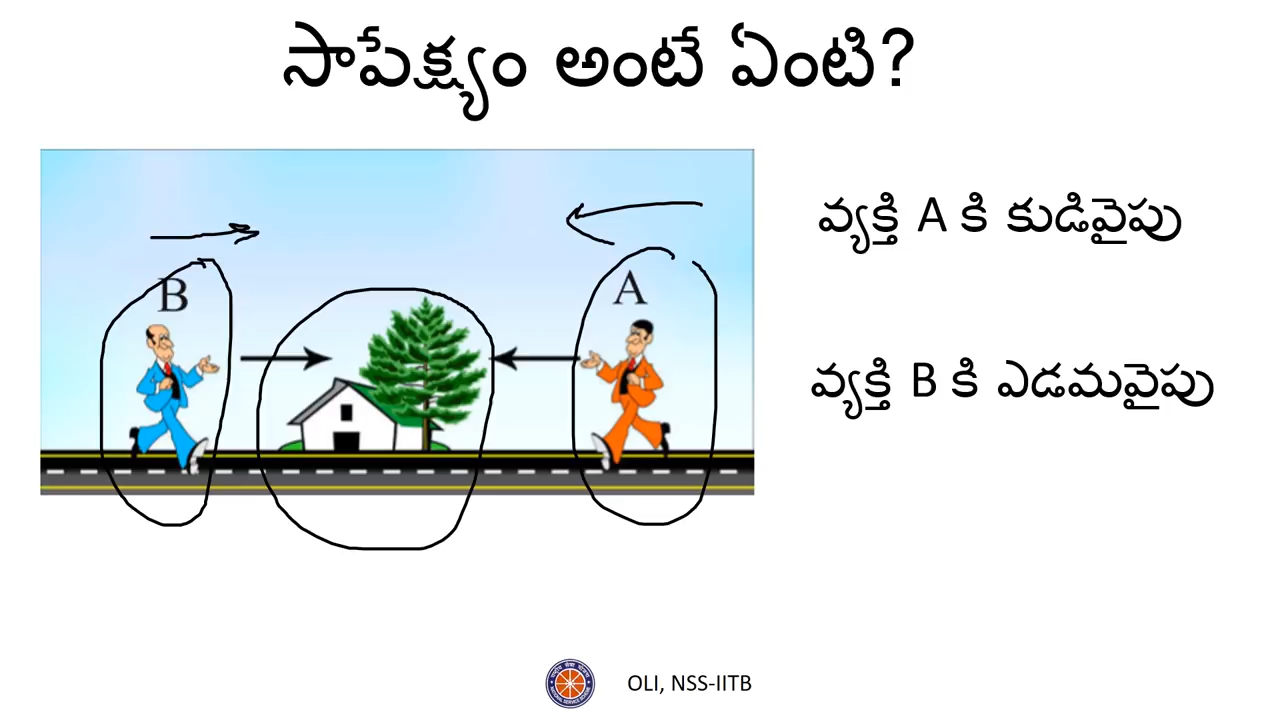 సాపేక్ష్యం అంటే ఏంటి?
B
A
వ్యక్తి A కి కుడివైపు
వ్యక్తి B కి ఎడమవైపు
OLI, NSS-IITB